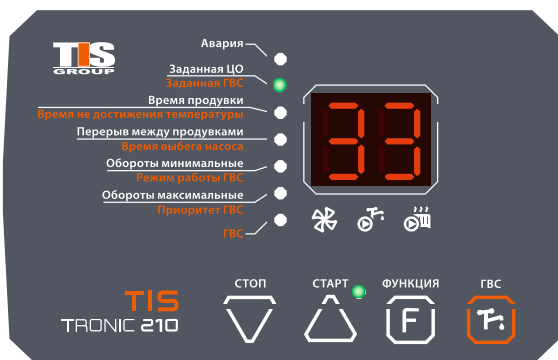 TIS
GROUP
Авария
Заданная ЦО
Заданная ГВС
Время продувки
Время не достижения температуры
Перерыв между продувками
Время выбега насоса
Обороты минимальные
Режим работы ГВС
Обороты максимальные
Приоритет ГВС
ГВС
33
СТОП
СТАРТ
ФУНКЦИЯ
ГВС
F
TIS
TRONIC 210